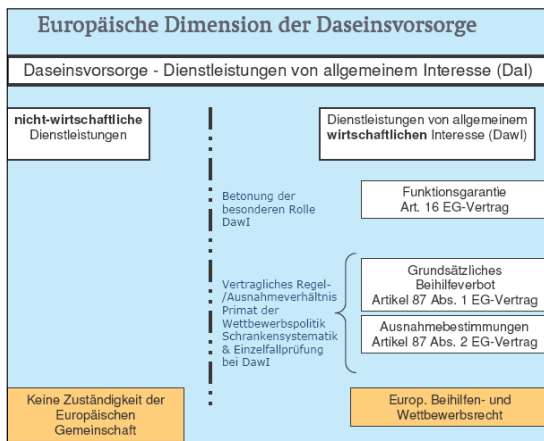 Europäische Dimension der Daseinsvorsorge
Daseinsvorsorge - Dienstleistungen von allgemeinem Interesse (DaI)
nicht-wirtschaftliche
Dienstleistungen
Dienstleistungen von allgemeinem
wirtschaftlichen Interesse (DawI)
Betonung der
besonderen Rolle
DawI
Funktionsgarantie
Art. 16 EG-Vertrag
Vertragliches Regel-
/Ausnahmeverhältnis
Primat der
Wettbewerbspolitik
Schrankensystematik
& Einzelfallprüfung
bei DawI
Grundsätzliches
Beihilfeverbot
Artikel 87 Abs. 1 EG-Vertrag
Ausnahmebestimmungen
Artikel 87 Abs. 2 EG-Vertrag
Keine Zuständigkeit der
Europäischen
Gemeinschaft
Europ. Beihilfen- und
Wettbewerbsrecht